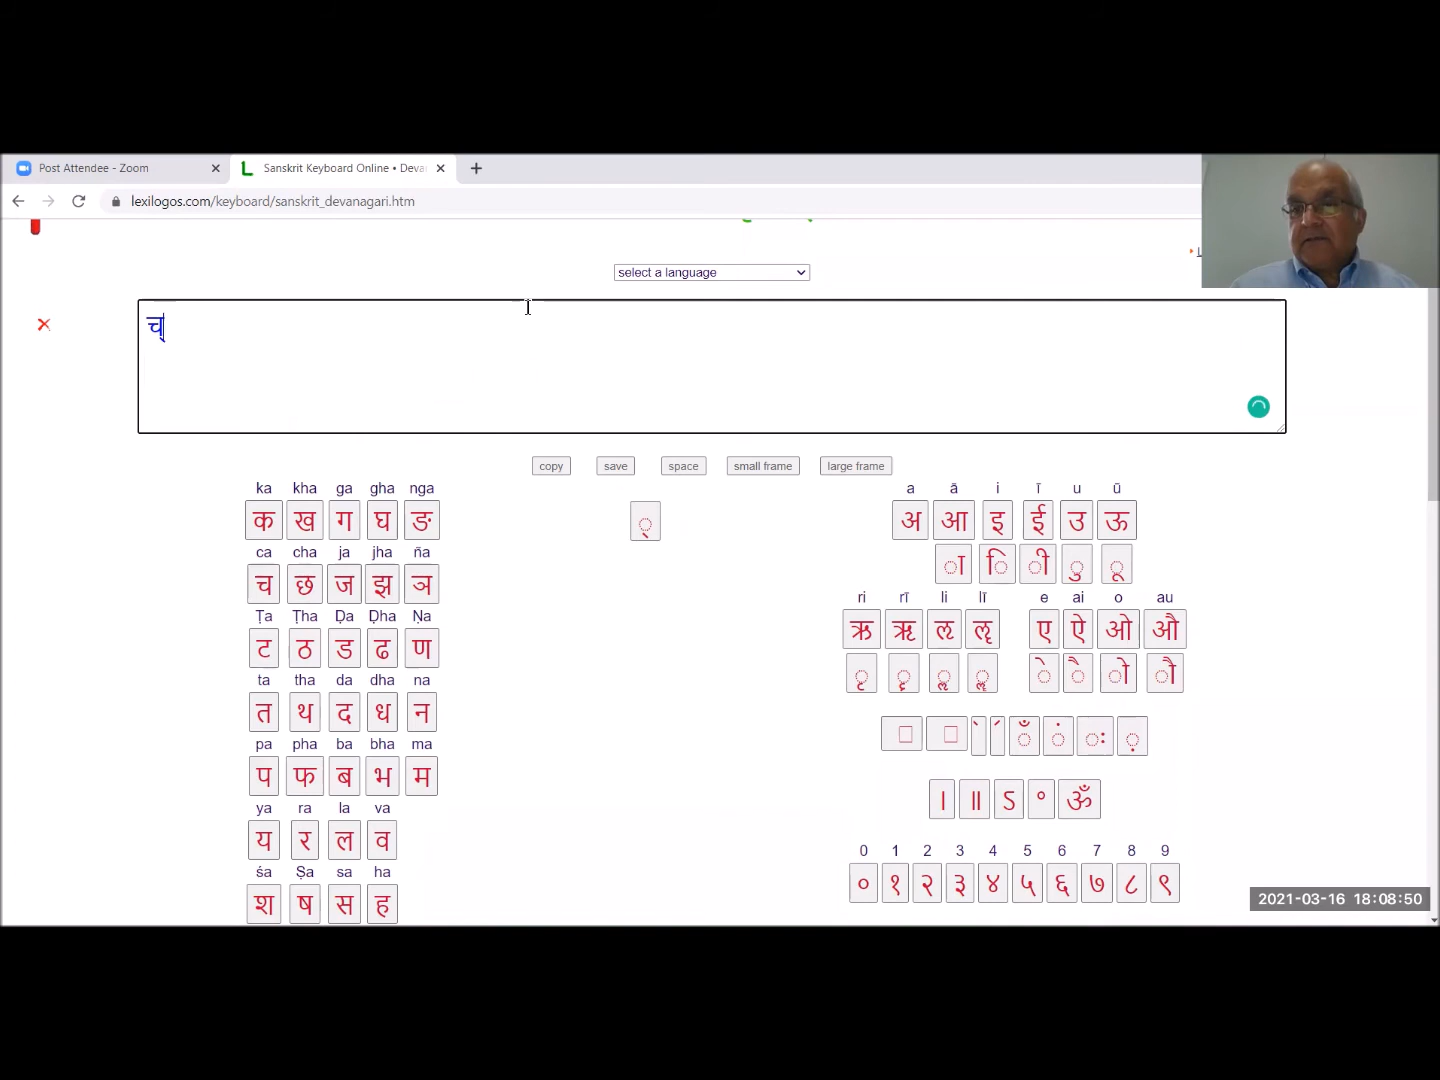 Post Attendee - Zoom
Sanskrit Keyboard Online • Deva
lexilogos.com/keyboard/sanskrit_devanagari.htm
select a language
च्
copy save space small frame large frame
ka kha ga gha nga
क ख ग घ ङ
्
ca cha ja jha ña
च छ ज झ ञ
Ṭa Ṭha Ḍa Ḍha Ṇa
ट ठ ड ढ ण
ta tha da dha na
त थ द ध न
pa pha ba bha ma
प फ ब भ म
ya ra la va
य र ल व
śa Ṣa sa ha
श ष स ह
a ā i ī u ū
अ आ इ ई उ ऊ
ा ि ी ु ू
ri rī li lī e ai o au
ऋ ॠ ऌ ॡ ए ऐ ओ औ
ृ ॄ ॢ ॣ े ै ो ौ
ँ ं ः ़
। ॥ ऽ ° ॐ
0 1 2 3 4 5 6 7 8 9
० १ २ ३ ४ ५ ६ ७ ८ ९
2021-03-16 18:08:50